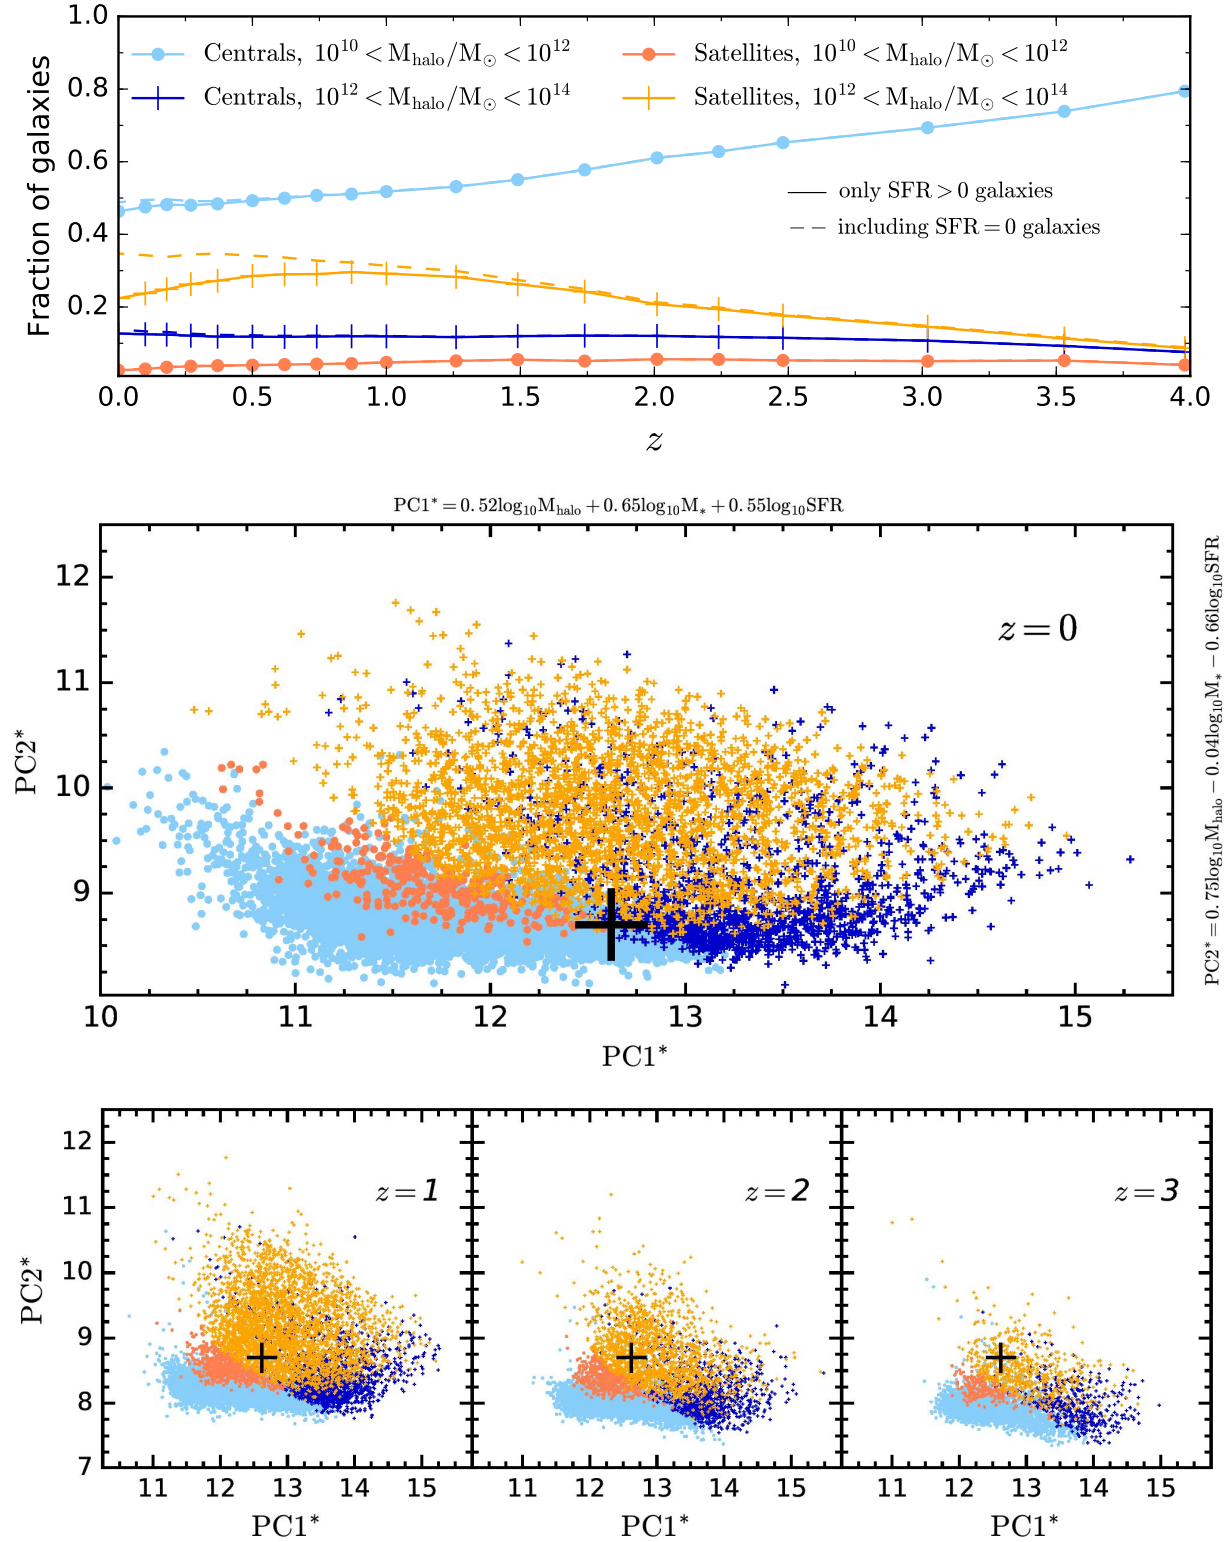 1.0
0.8
0.6
0.4
0.2
Fraction of galaxies
Centrals, 10^10 < M_halo/M_⊙ < 10^12
Satellites, 10^10 < M_halo/M_⊙ < 10^12
Centrals, 10^12 < M_halo/M_⊙ < 10^14
Satellites, 10^12 < M_halo/M_⊙ < 10^14
only SFR > 0 galaxies
including SFR = 0 galaxies
0.0 0.5 1.0 1.5 2.0 2.5 3.0 3.5 4.0
z
PC1* = 0.52log_10M_halo + 0.65log_10M_* + 0.55log_10SFR
12
11
10
9
PC2*
z = 0
PC2* = 0.75log_10M_halo − 0.04log_10M_* − 0.66log_10SFR
10 11 12 13 14 15
PC1*
12
11
10
9
8
7
PC2*
z = 1
z = 2
z = 3
11 12 13 14 15
11 12 13 14 15
11 12 13 14 15
PC1*
PC1*
PC1*